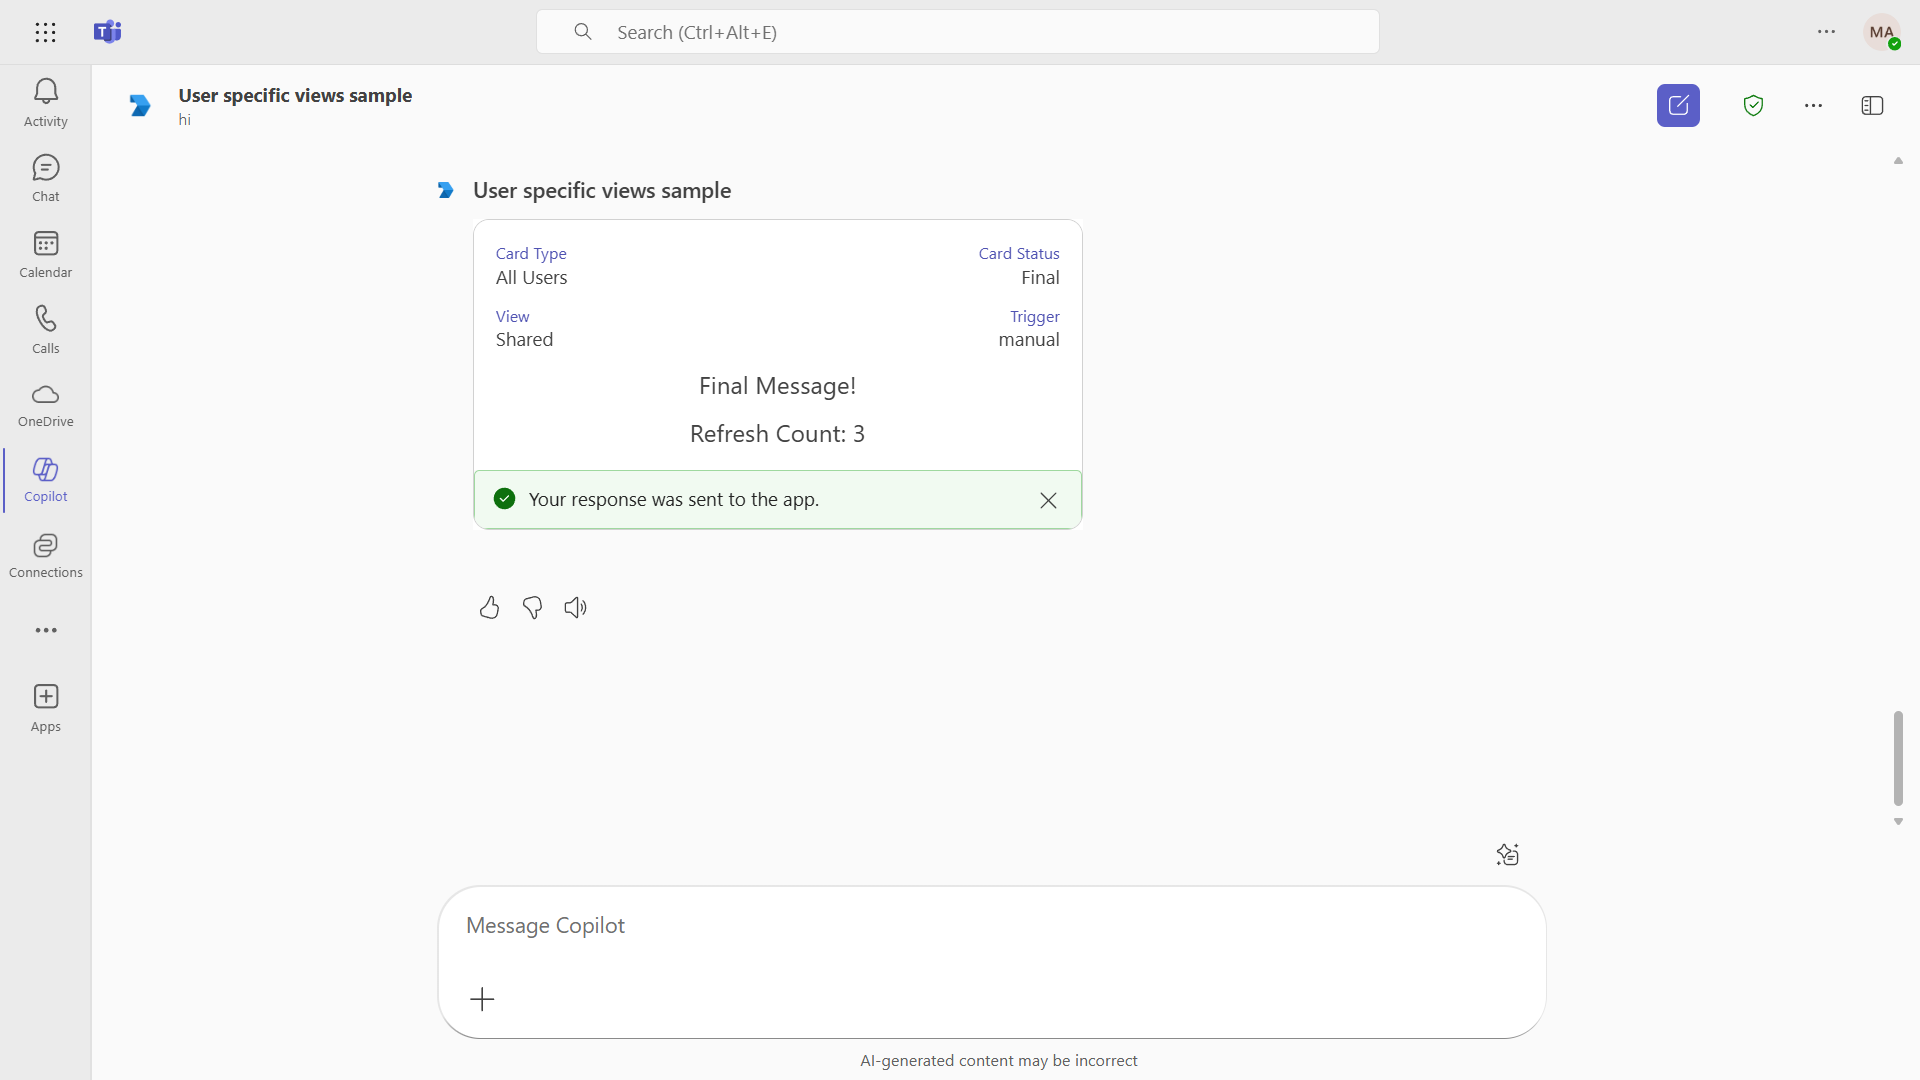 Search (Ctrl+Alt+E)
MA
Activity
Chat
Calendar
Calls
OneDrive
Copilot
Connections
Apps
User specific views sample
hi
User specific views sample
Card Type
Card Status
All Users
Final
View
Trigger
Shared
manual
Final Message!
Refresh Count: 3
Your response was sent to the app.
Message Copilot
AI-generated content may be incorrect